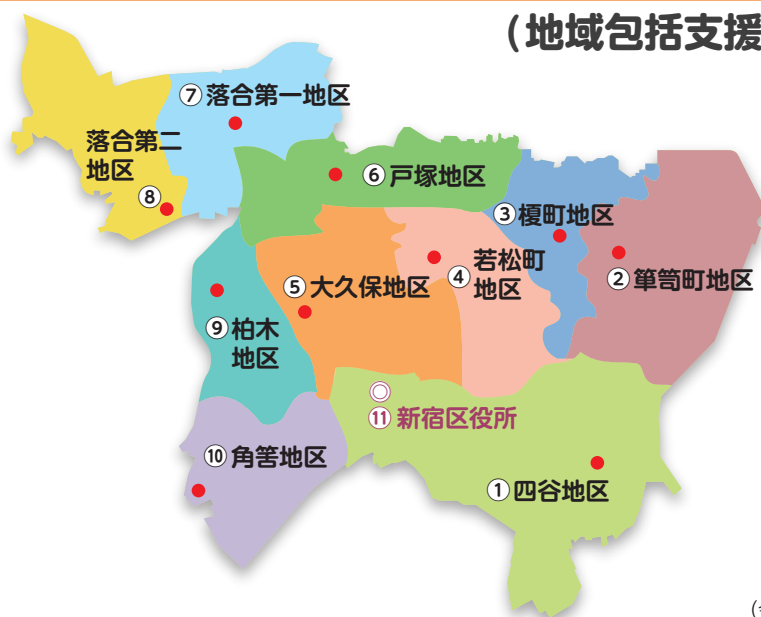 (地域包括支援
⑦落合第一地区
落合第二
地区
⑧
⑥戸塚地区
③榎町地区
②箪笥町地区
若松町
④地区
⑤大久保地区
⑨柏木
地区
⑪新宿区役所
⑩角筈地区
①四谷地区